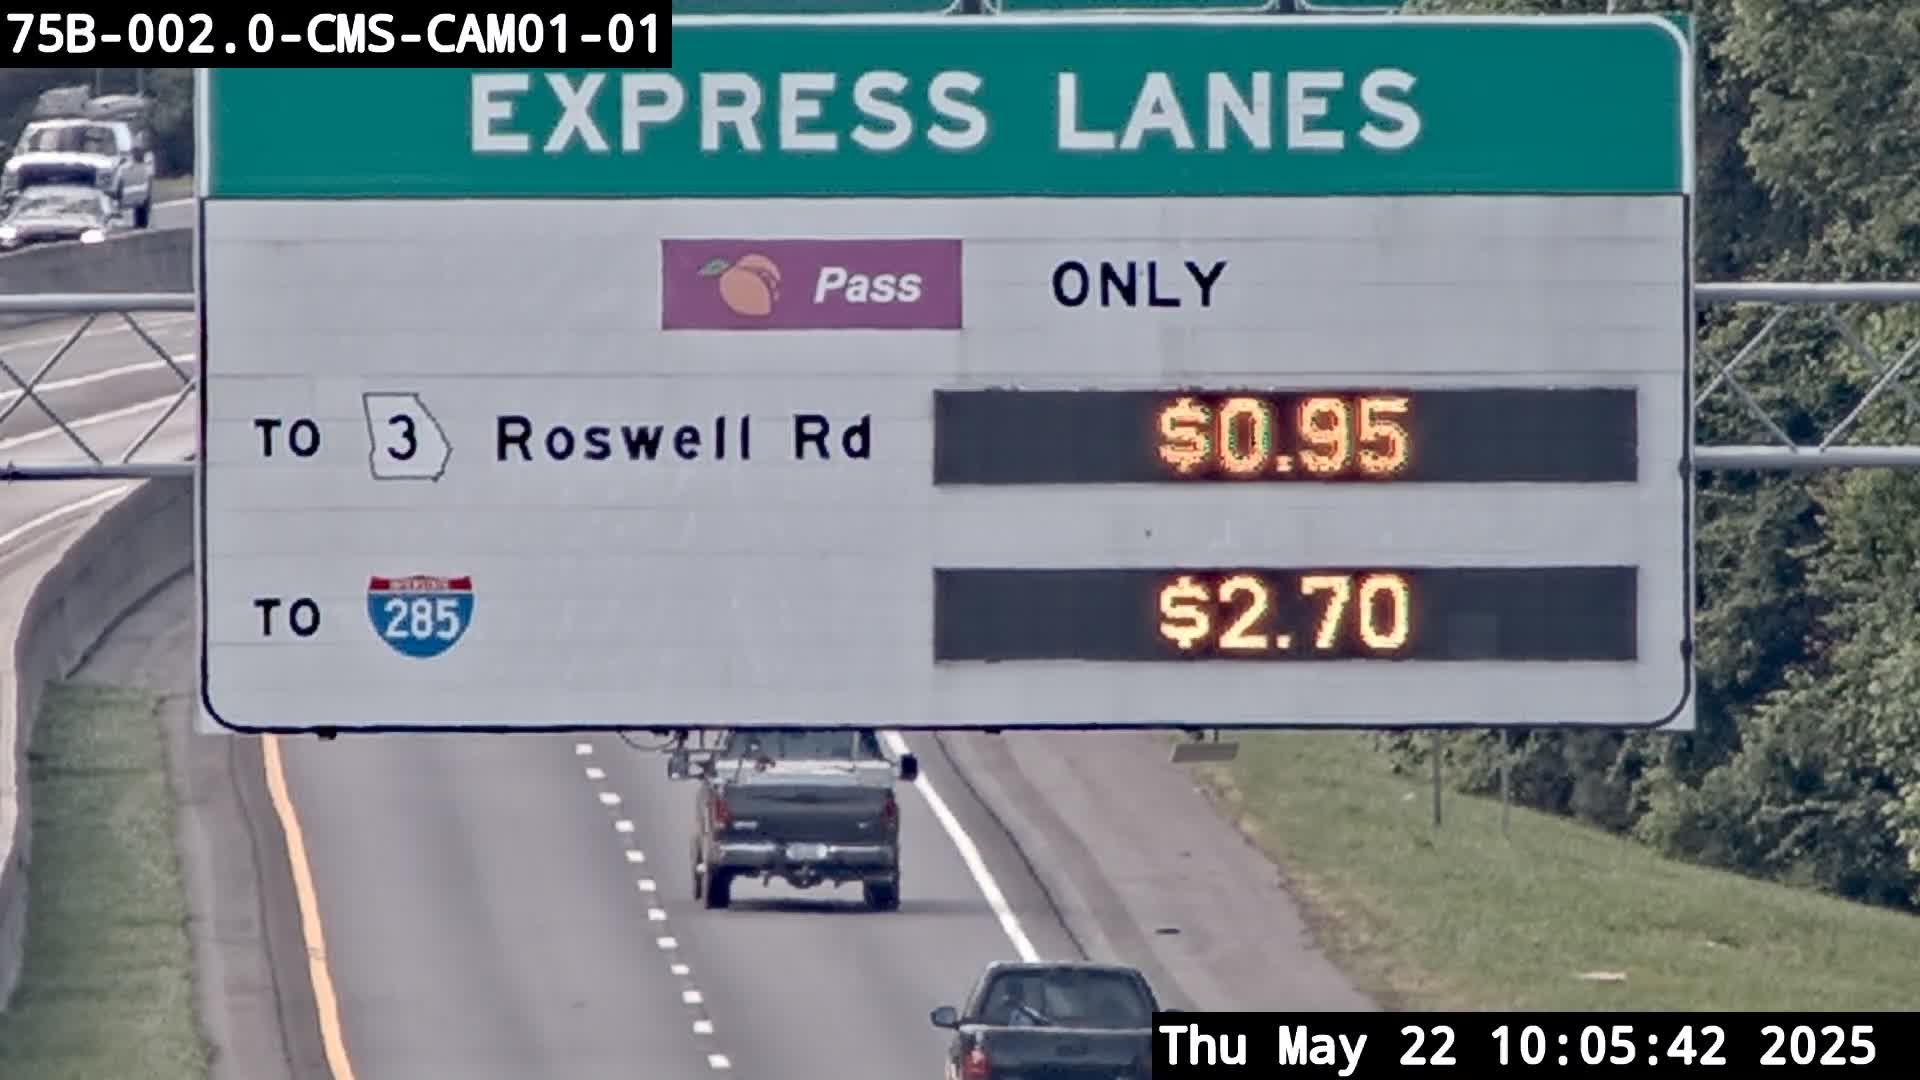 75B-002.0-CMS-CAM01-01
EXPRESS LANES
Pass ONLY
TO 3 Roswell Rd $0.95
INTERSTATE
TO 285 $2.70
Thu May 22 10:05:42 2025